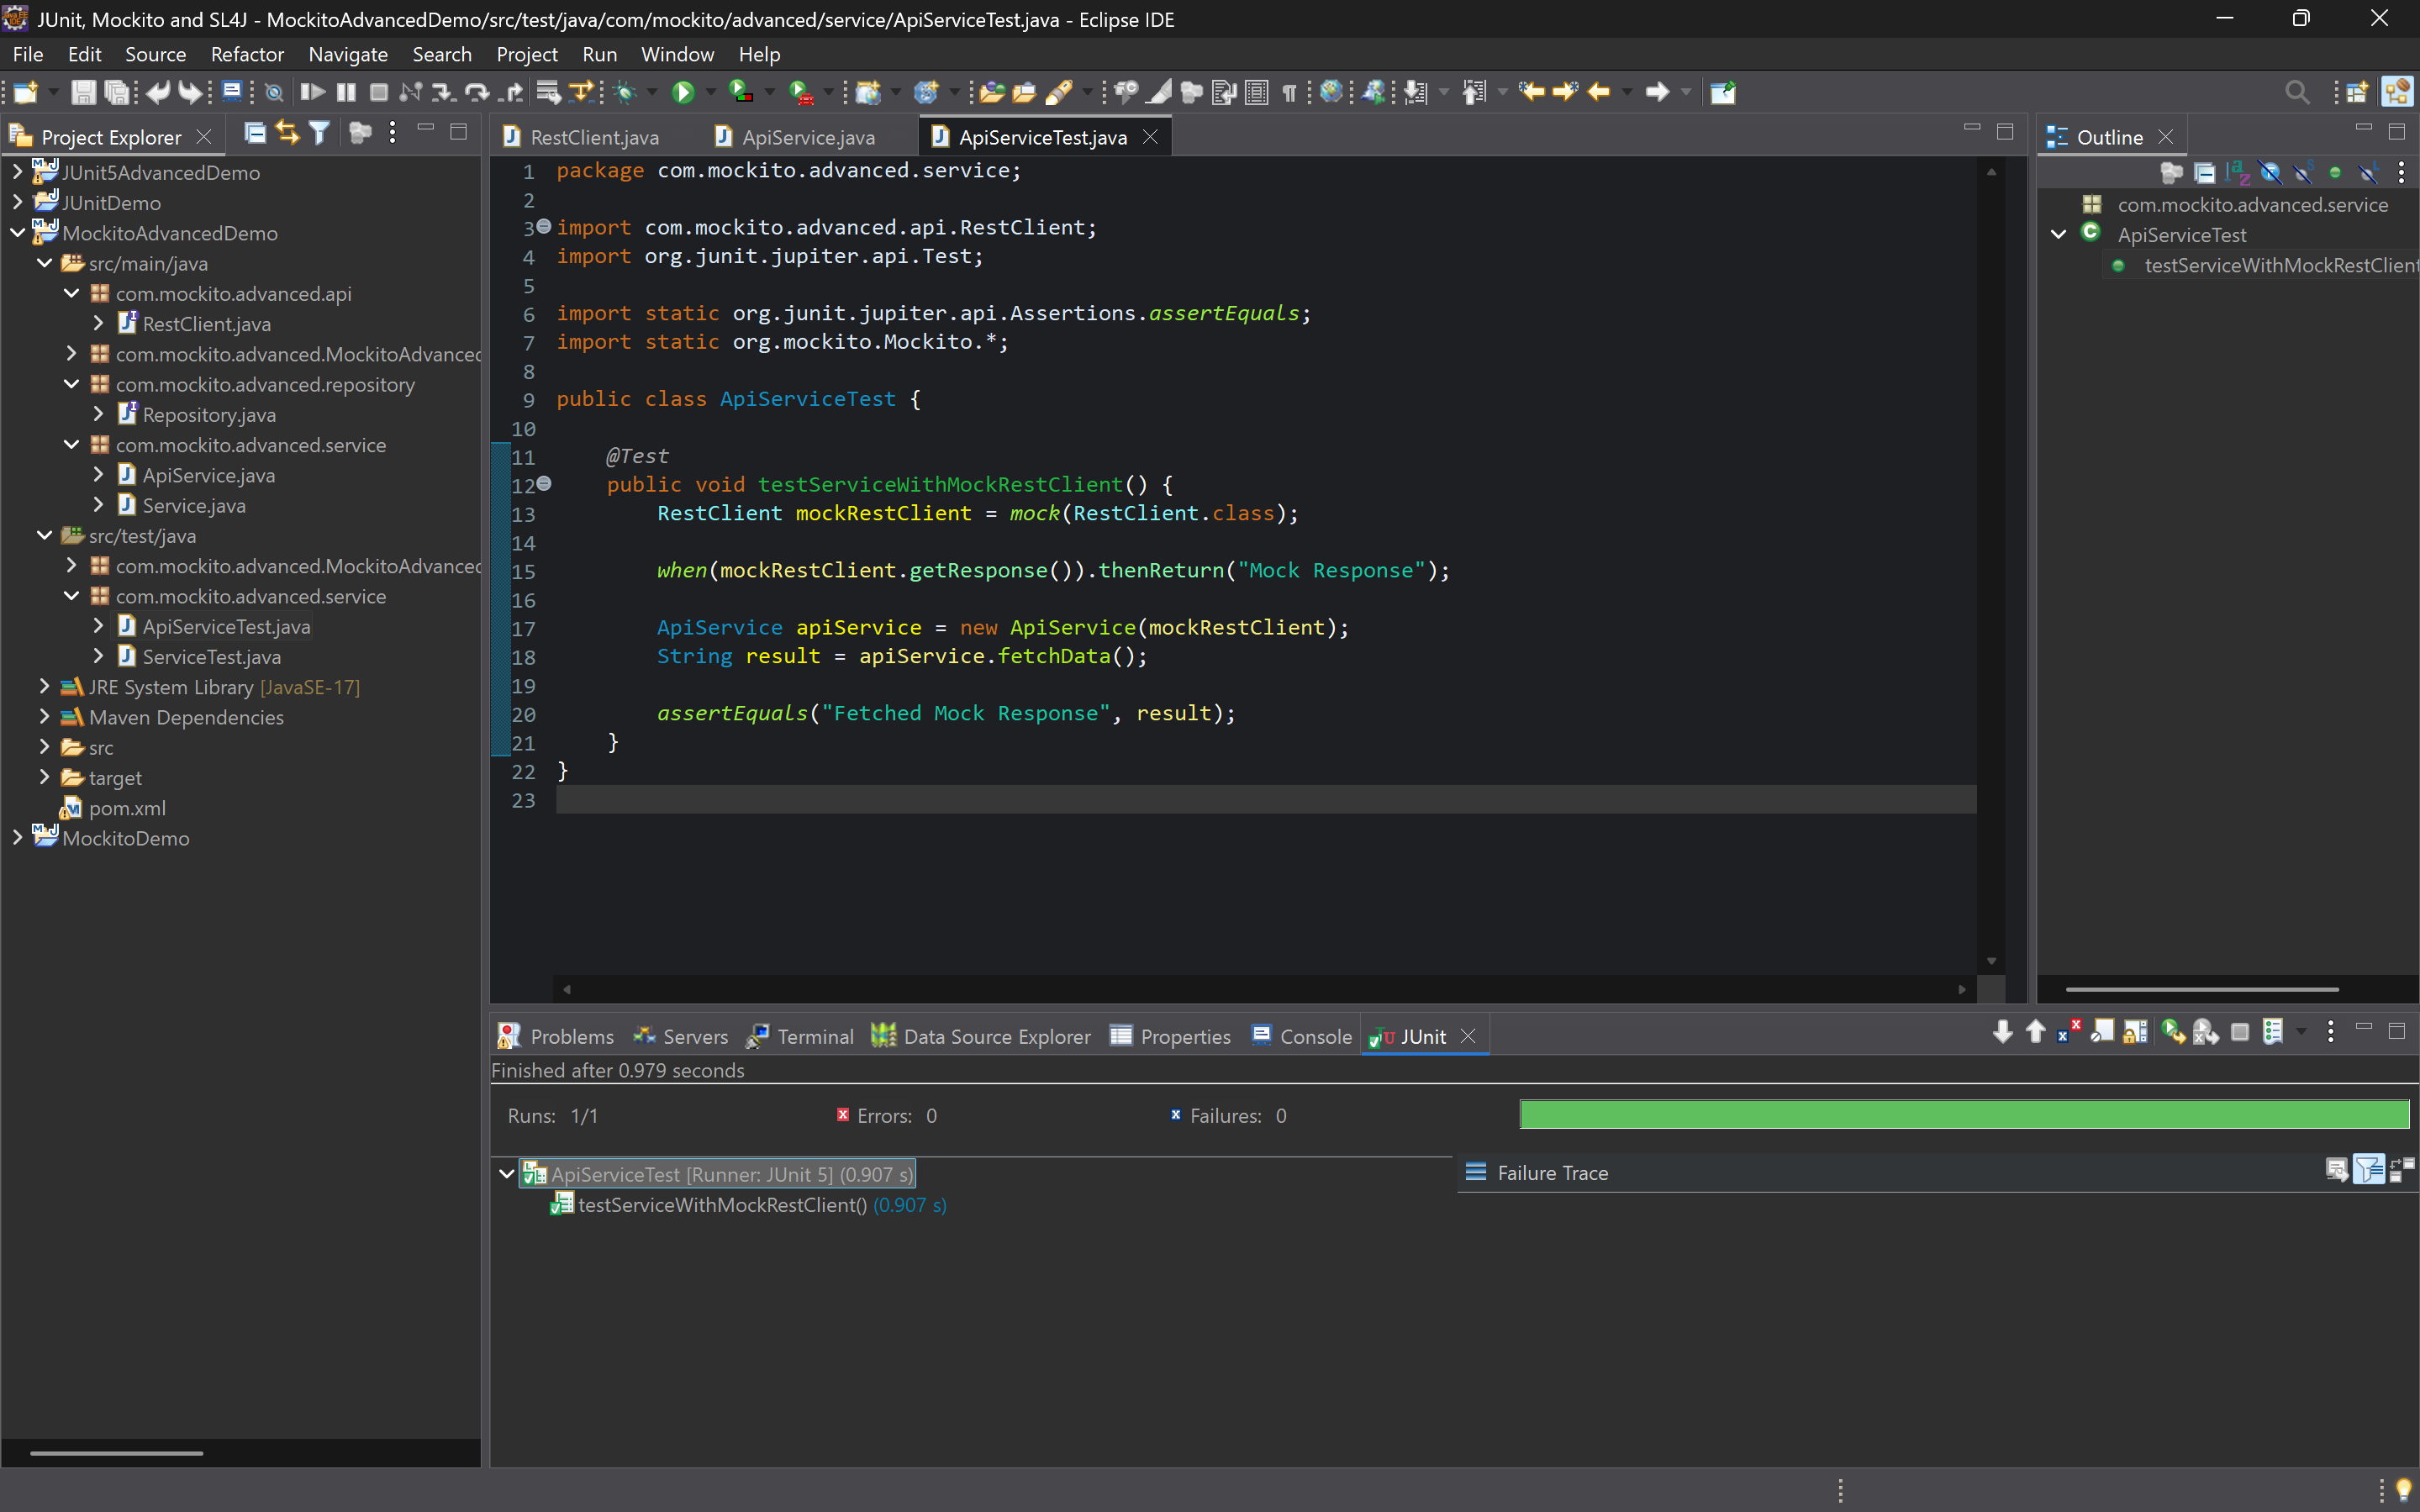 JUnit, Mockito and SL4J - MockitoAdvancedDemo/src/test/java/com/mockito/advanced/service/ApiServiceTest.java - Eclipse IDE
File Edit Source Refactor Navigate Search Project Run Window Help
Project Explorer
JUnit5AdvancedDemo
JUnitDemo
MockitoAdvancedDemo
src/main/java
com.mockito.advanced.api
RestClient.java
com.mockito.advanced.MockitoAdvanced
com.mockito.advanced.repository
Repository.java
com.mockito.advanced.service
ApiService.java
Service.java
src/test/java
com.mockito.advanced.MockitoAdvanced
com.mockito.advanced.service
ApiServiceTest.java
ServiceTest.java
JRE System Library [JavaSE-17]
Maven Dependencies
src
target
pom.xml
MockitoDemo
RestClient.java ApiService.java ApiServiceTest.java
1 package com.mockito.advanced.service;
2
3 import com.mockito.advanced.api.RestClient;
4 import org.junit.jupiter.api.Test;
5
6 import static org.junit.jupiter.api.Assertions.assertEquals;
7 import static org.mockito.Mockito.*;
8
9 public class ApiServiceTest {
10
11 @Test
12 public void testServiceWithMockRestClient() {
13 RestClient mockRestClient = mock(RestClient.class);
14
15 when(mockRestClient.getResponse()).thenReturn("Mock Response");
16
17 ApiService apiService = new ApiService(mockRestClient);
18 String result = apiService.fetchData();
19
20 assertEquals("Fetched Mock Response", result);
21 }
22 }
23
Outline
com.mockito.advanced.service
ApiServiceTest
testServiceWithMockRestClient
Problems Servers Terminal Data Source Explorer Properties Console JUnit
Finished after 0.979 seconds
Runs: 1/1 Errors: 0 Failures: 0
ApiServiceTest [Runner: JUnit 5] (0.907 s)
testServiceWithMockRestClient() (0.907 s)
Failure Trace